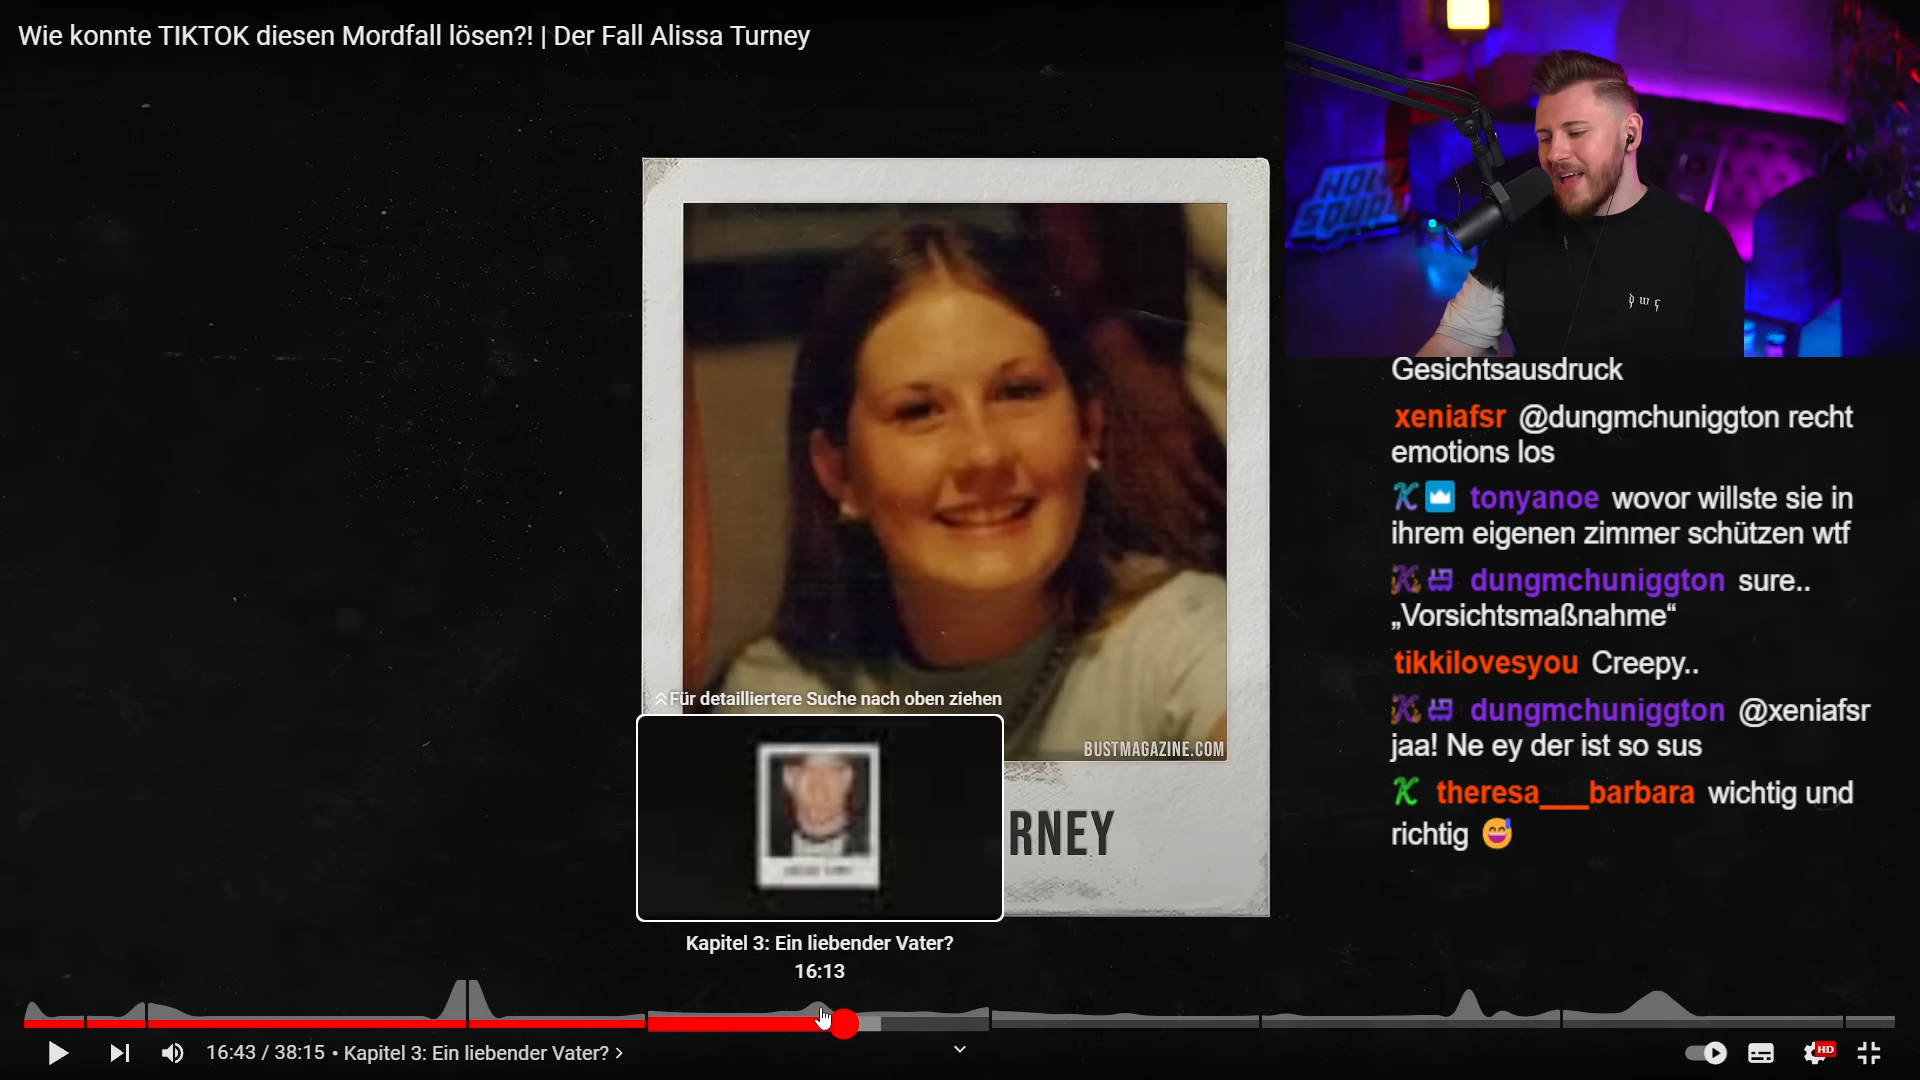 Wie konnte TIKTOK diesen Mordfall lösen?! | Der Fall Alissa Turney
HOLY
SQUAD
Gesichtsausdruck
xeniafsr @dungmchuniggton recht
emotions los
tonyanoe wovor willste sie in
ihrem eigenen zimmer schützen wtf
dungmchuniggton sure..
„Vorsichtsmaßnahme“
tikkilovesyou Creepy..
dungmchuniggton @xeniafsr
jaa! Ne ey der ist so sus
theresa___barbara wichtig und
richtig 😅
Für detailliertere Suche nach oben ziehen
BUSTMAGAZINE.COM
RNEY
Kapitel 3: Ein liebender Vater?
16:13
16:43 / 38:15 • Kapitel 3: Ein liebender Vater? >
HD